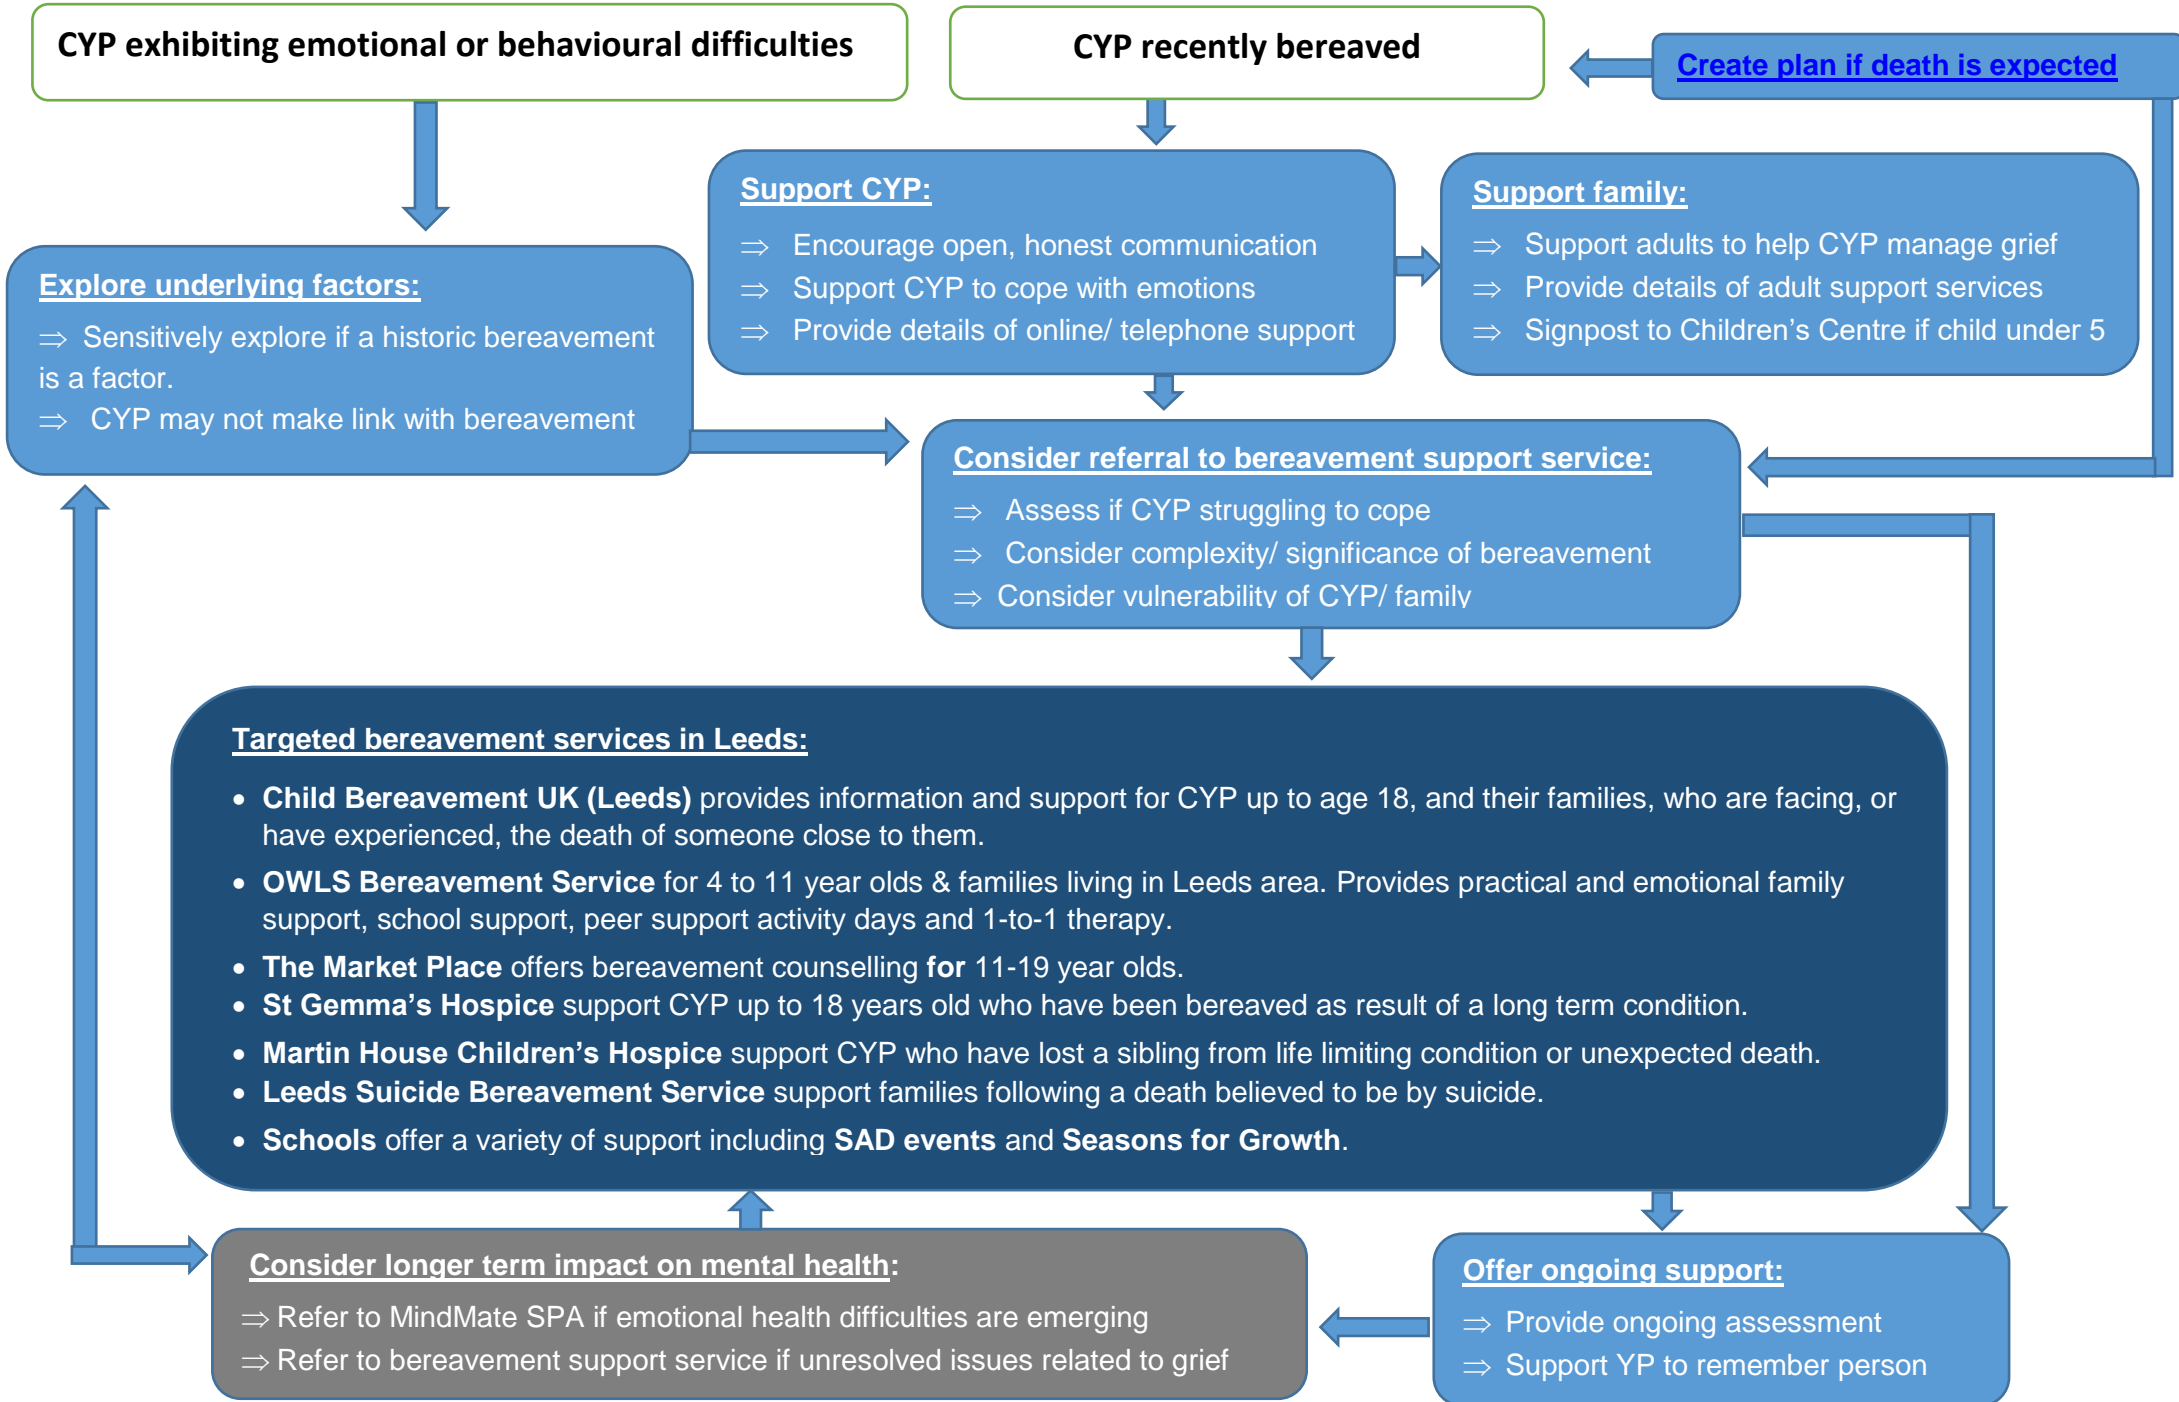 CYP exhibiting emotional or behavioural difficulties
CYP recently bereaved
Create plan if death is expected
Support CYP:
⇒ Encourage open, honest communication
⇒ Support CYP to cope with emotions
⇒ Provide details of online/ telephone support
Support family:
⇒ Support adults to help CYP manage grief
⇒ Provide details of adult support services
⇒ Signpost to Children’s Centre if child under 5
Explore underlying factors:
⇒ Sensitively explore if a historic bereavement
is a factor.
⇒ CYP may not make link with bereavement
Consider referral to bereavement support service:
⇒ Assess if CYP struggling to cope
⇒ Consider complexity/ significance of bereavement
⇒ Consider vulnerability of CYP/ family
Targeted bereavement services in Leeds:
• Child Bereavement UK (Leeds) provides information and support for CYP up to age 18, and their families, who are facing, or
have experienced, the death of someone close to them.
• OWLS Bereavement Service for 4 to 11 year olds & families living in Leeds area. Provides practical and emotional family
support, school support, peer support activity days and 1-to-1 therapy.
• The Market Place offers bereavement counselling for 11-19 year olds.
• St Gemma’s Hospice support CYP up to 18 years old who have been bereaved as result of a long term condition.
• Martin House Children’s Hospice support CYP who have lost a sibling from life limiting condition or unexpected death.
• Leeds Suicide Bereavement Service support families following a death believed to be by suicide.
• Schools offer a variety of support including SAD events and Seasons for Growth.
Consider longer term impact on mental health:
⇒ Refer to MindMate SPA if emotional health difficulties are emerging
⇒ Refer to bereavement support service if unresolved issues related to grief
Offer ongoing support:
⇒ Provide ongoing assessment
⇒ Support YP to remember person